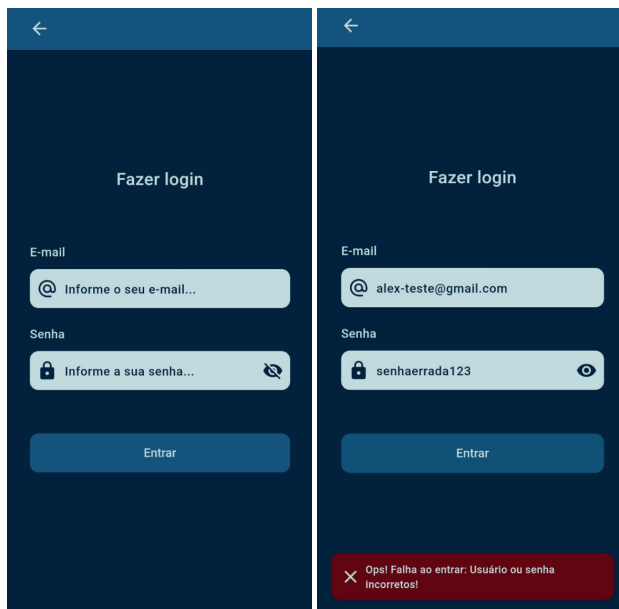 Fazer login
E-mail
Informe o seu e-mail...
Senha
Informe a sua senha...
Entrar
Fazer login
E-mail
alex-teste@gmail.com
Senha
senhaerrada123
Entrar
Ops! Falha ao entrar: Usuário ou senha
incorretos!